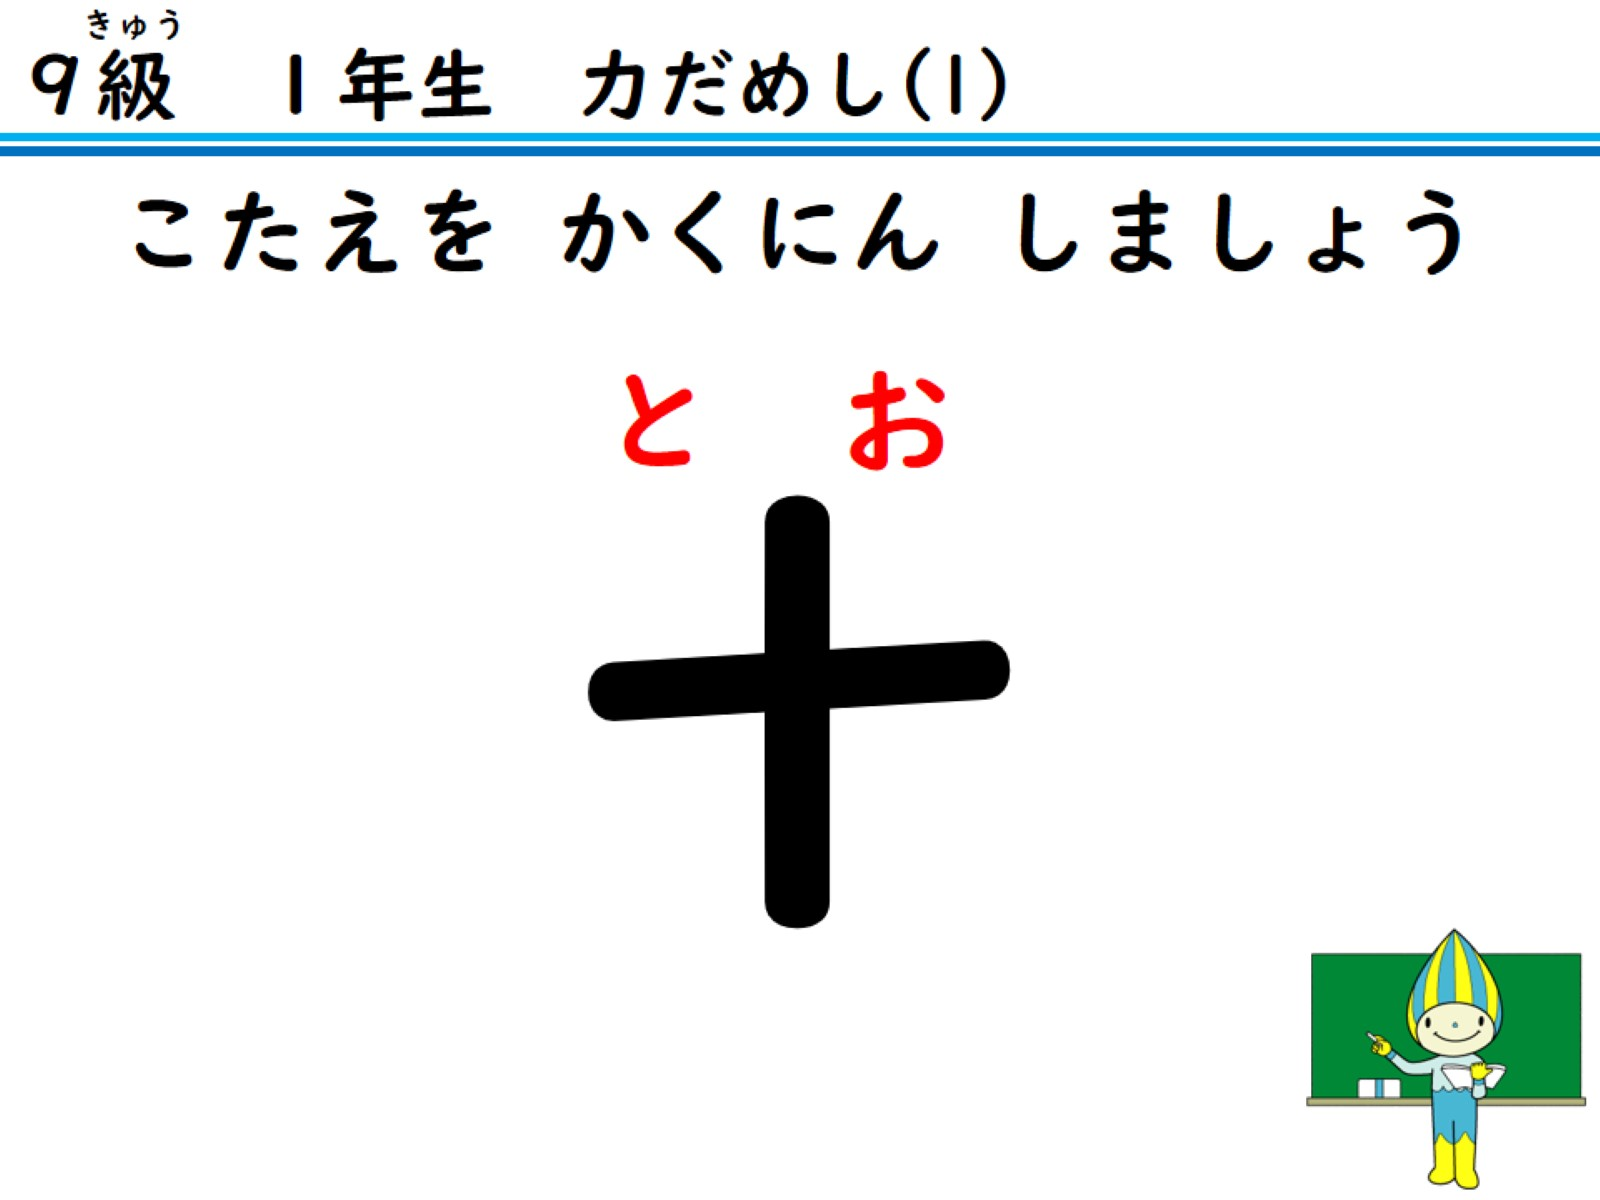 きゅう
9級　1年生　力だめし(1)
こたえを かくにん しましょう
と　お
十